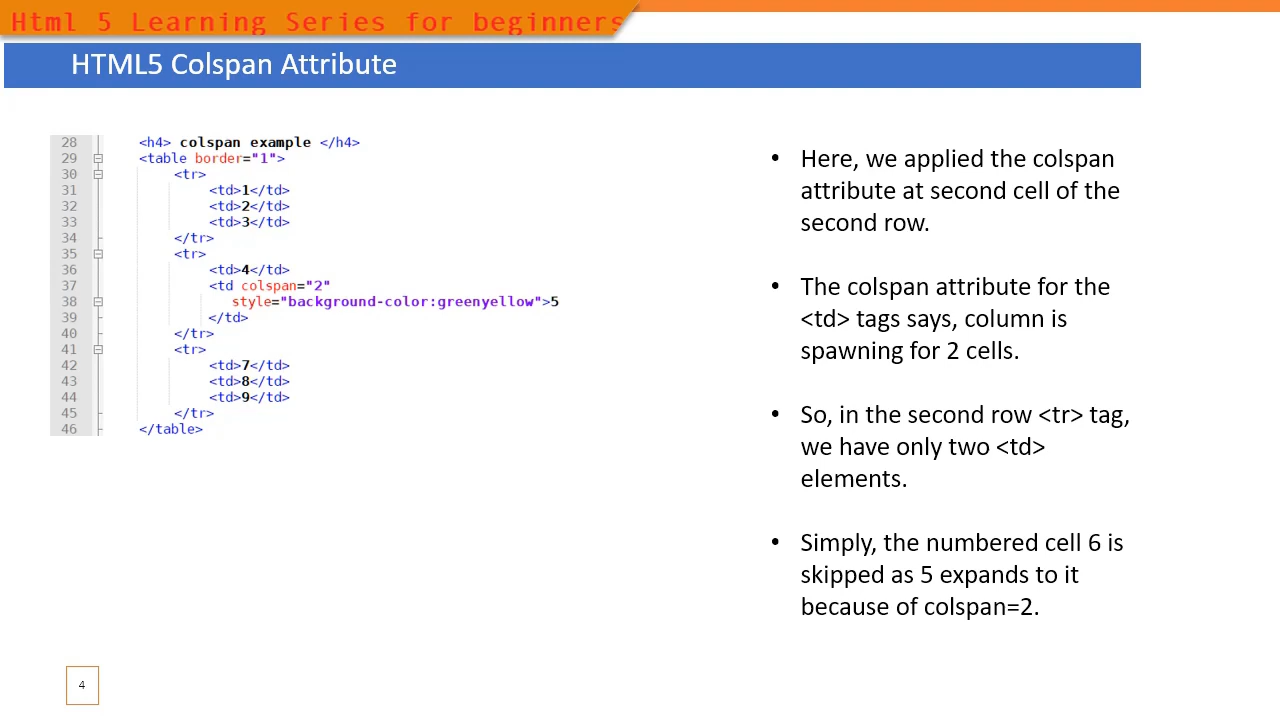 Html 5 Learning Series for beginners
HTML5 Colspan Attribute
28 <h4> colspan example </h4>
29 <table border="1">
30 <tr>
31 <td>1</td>
32 <td>2</td>
33 <td>3</td>
34 </tr>
35 <tr>
36 <td>4</td>
37 <td colspan="2"
38 style="background-color:greenyellow">5
39 </td>
40 </tr>
41 <tr>
42 <td>7</td>
43 <td>8</td>
44 <td>9</td>
45 </tr>
46 </table>
• Here, we applied the colspan
attribute at second cell of the
second row.
• The colspan attribute for the
<td> tags says, column is
spawning for 2 cells.
• So, in the second row <tr> tag,
we have only two <td>
elements.
• Simply, the numbered cell 6 is
skipped as 5 expands to it
because of colspan=2.
4